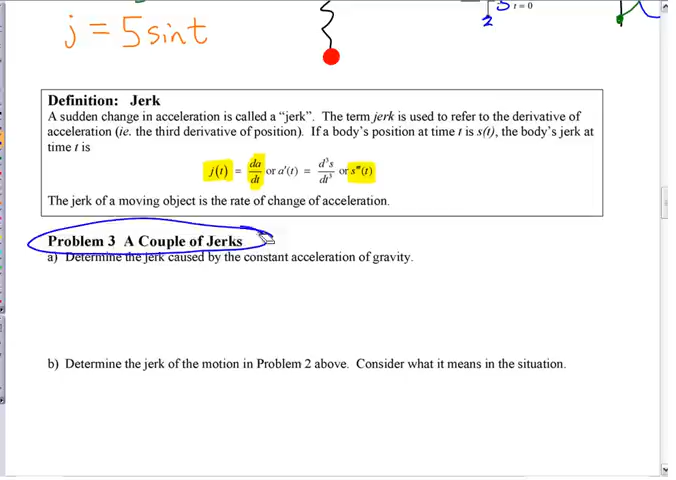 j = 5sint
5 t = 0
2
Definition: Jerk
A sudden change in acceleration is called a “jerk”. The term jerk is used to refer to the derivative of
acceleration (ie. the third derivative of position). If a body’s position at time t is s(t), the body’s jerk at
time t is
j(t) = da/dt or a'(t) = d³s/dt³ or s'''(t)
The jerk of a moving object is the rate of change of acceleration.
Problem 3 A Couple of Jerks
a) Determine the jerk caused by the constant acceleration of gravity.
b) Determine the jerk of the motion in Problem 2 above. Consider what it means in the situation.